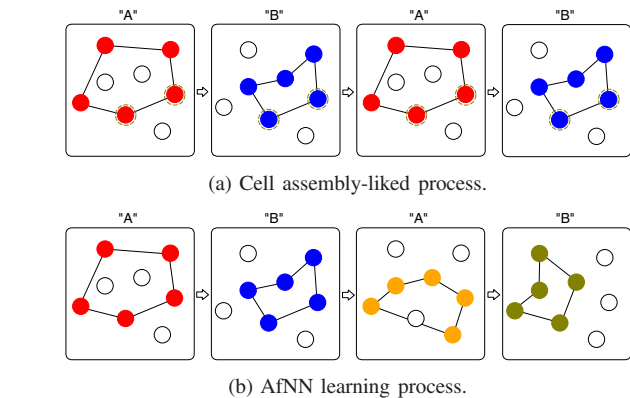 "A" "B" "A" "B"
(a) Cell assembly-liked process.
"A" "B" "A" "B"
(b) AfNN learning process.